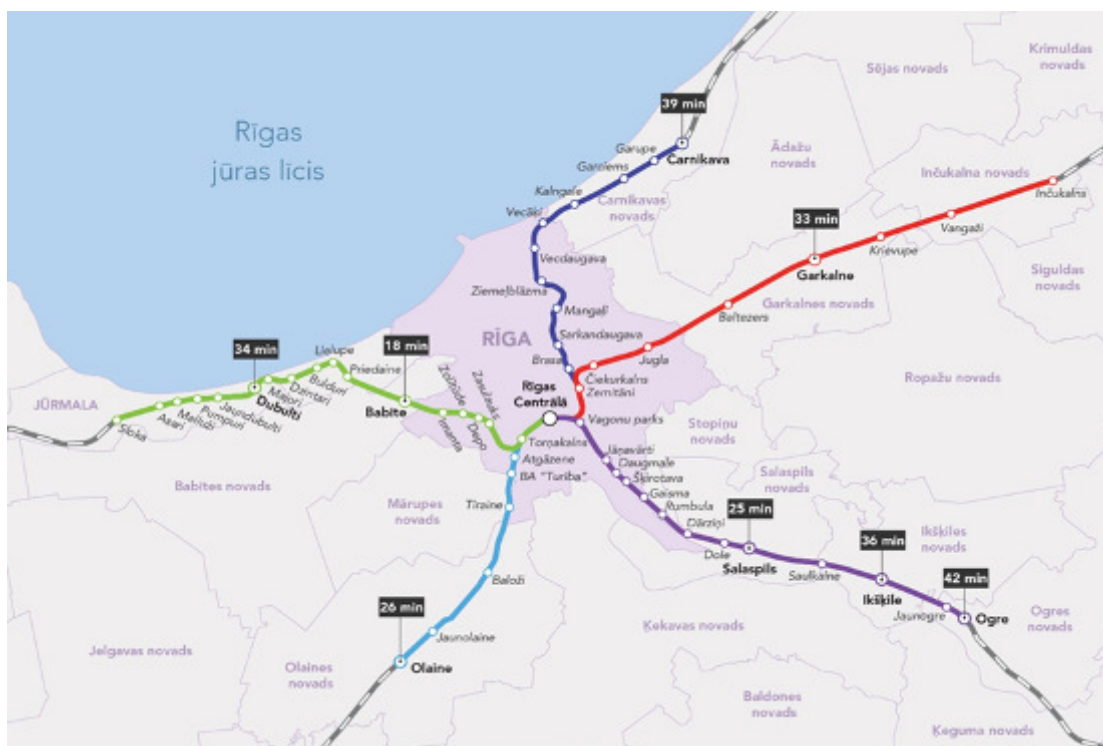 Krimuldas
novads
Sējas novads
39 min
Rīgas
jūras līcis
Garupe
Carnikava
Garciems
Ādažu
novads
Inčukalna novads
Inčukalns
Kalngale
Carnikavas
novads
Vecāķi
33 min
Vangaži
Krievupe
Vecdaugava
Garkalne
Siguldas
novads
Ziemeļblāzma
Garkalnes novads
Mangaļi
Baltezers
RĪGA
Sarkandaugava
34 min
Lielupe
18 min
Jugla
Brasa
Priedaine
Bulduri
Dzintari
Majori
Dubulti
Čiekurkalns
Zemitāni
Ropažu novads
JŪRMALA
Babīte
Zolitūde
Zasulauks
Rīgas
Centrālā
Jaundubulti
Pumpuri
Melluži
Asari
Sloka
Imanta
Depo
Vagonu parks
Stopiņu
novads
Torņakalns
Atgāzene
BA "Turība"
Jāņavārti
Daugmale
Šķirotava
Gaisma
Rumbula
Dārziņi
Salaspils
novads
Babītes novads
Mārupes
novads
Tīraine
25 min
Dole
Salaspils
36 min
Ikšķiles
novads
Saulkalne
Ikšķile
42 min
Baloži
26 min
Jaunogre
Ogre
Ogres
novads
Jaunolaine
Ķekavas novads
Jelgavas novads
Olaines
novads
Olaine
Baldones
novads
Ķeguma novads